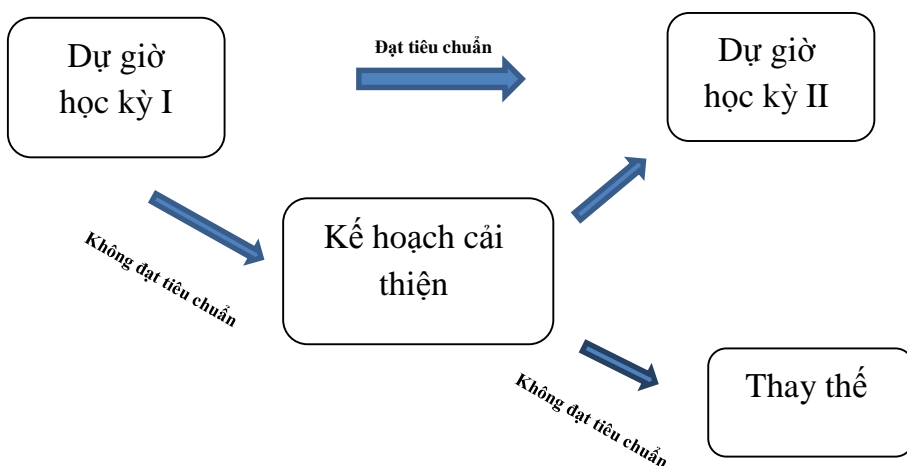 Dự giờ
học kỳ I
Đạt tiêu chuẩn
Dự giờ
học kỳ II
Không đạt tiêu chuẩn
Kế hoạch cải
thiện
Không đạt tiêu chuẩn
Thay thế